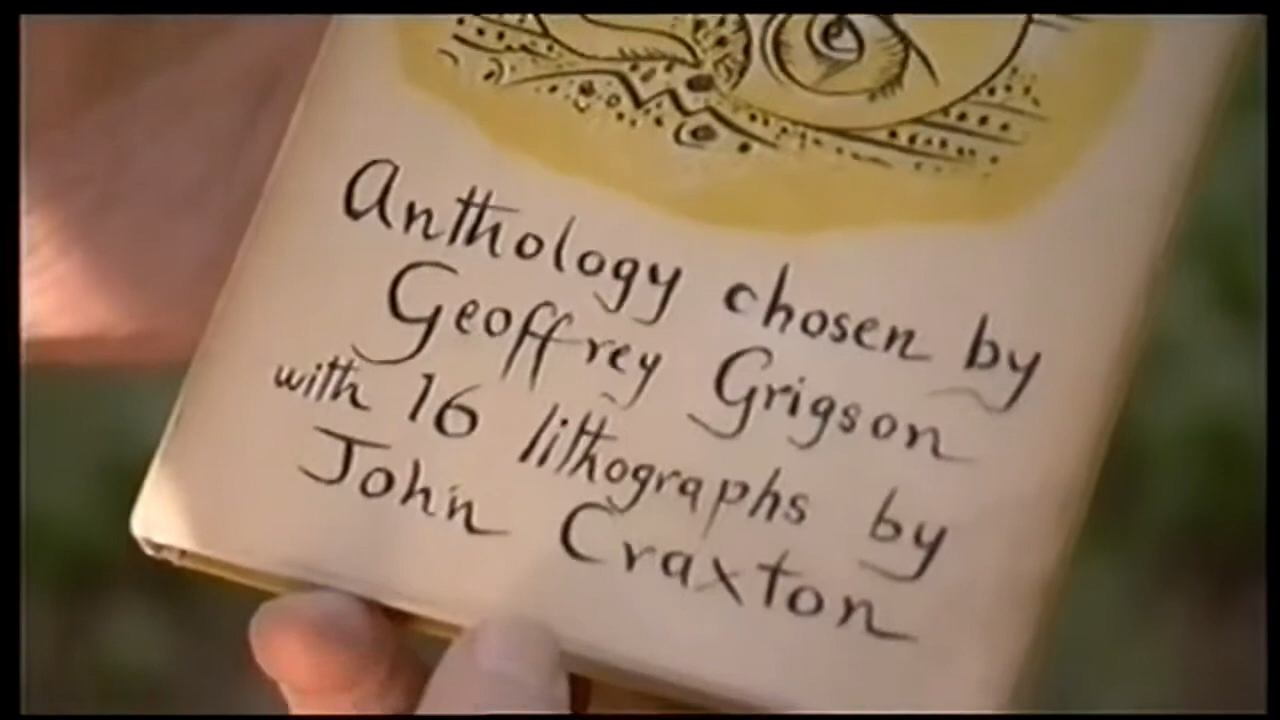 Anthology chosen by
Geoffrey Grigson
with 16 lithographs by
John Craxton